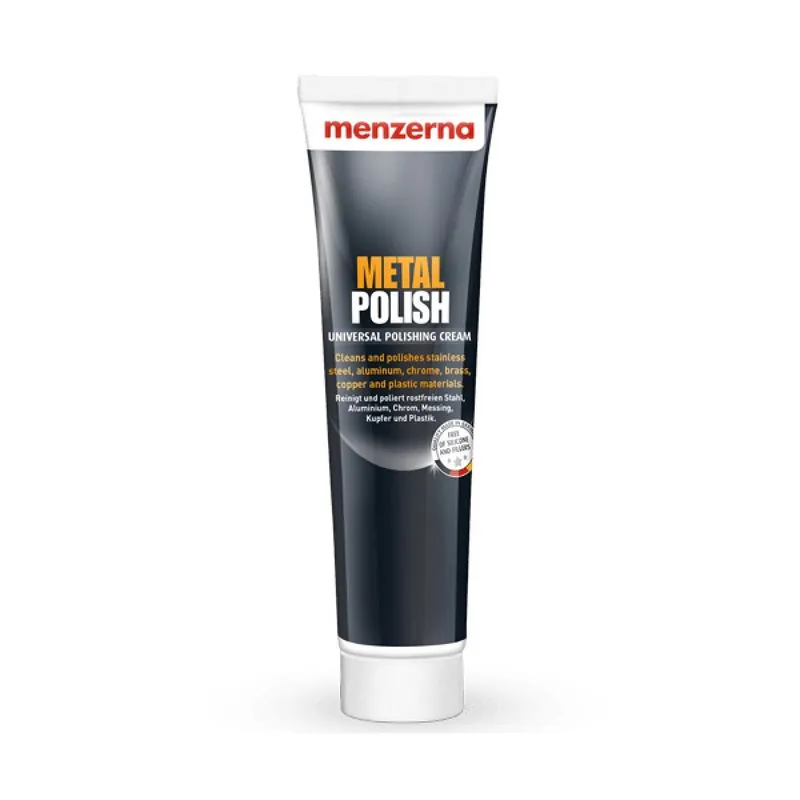 menzerna
METAL
POLISH
UNIVERSAL POLISHING CREAM
Cleans and polishes stainless
steel, aluminum, chrome, brass,
copper and plastic materials.
Reinigt und poliert rostfreien Stahl,
Aluminium, Chrom, Messing,
Kupfer und Plastik.
FREE
OF SILICONE
AND FILLERS